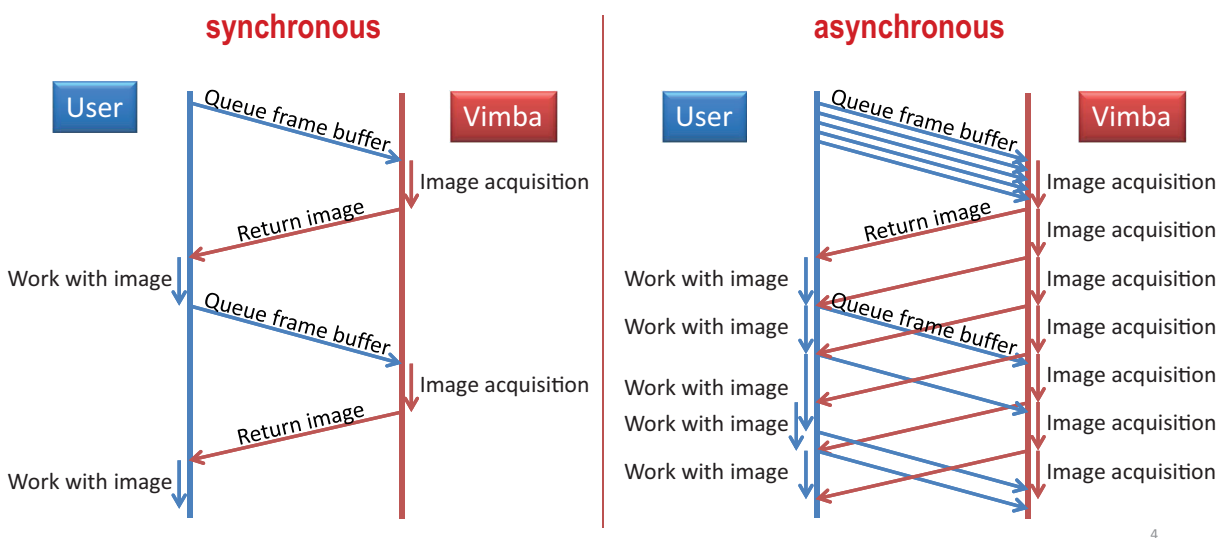 synchronous
User
Vimba
Queue frame buffer
Image acquisition
Return image
Work with image
Queue frame buffer
Image acquisition
Return image
Work with image
asynchronous
User
Vimba
Queue frame buffer
Image acquisition
Return image
Image acquisition
Work with image
Image acquisition
Work with image
Queue frame buffer
Image acquisition
Work with image
Image acquisition
Work with image
Image acquisition
Work with image
Image acquisition
4